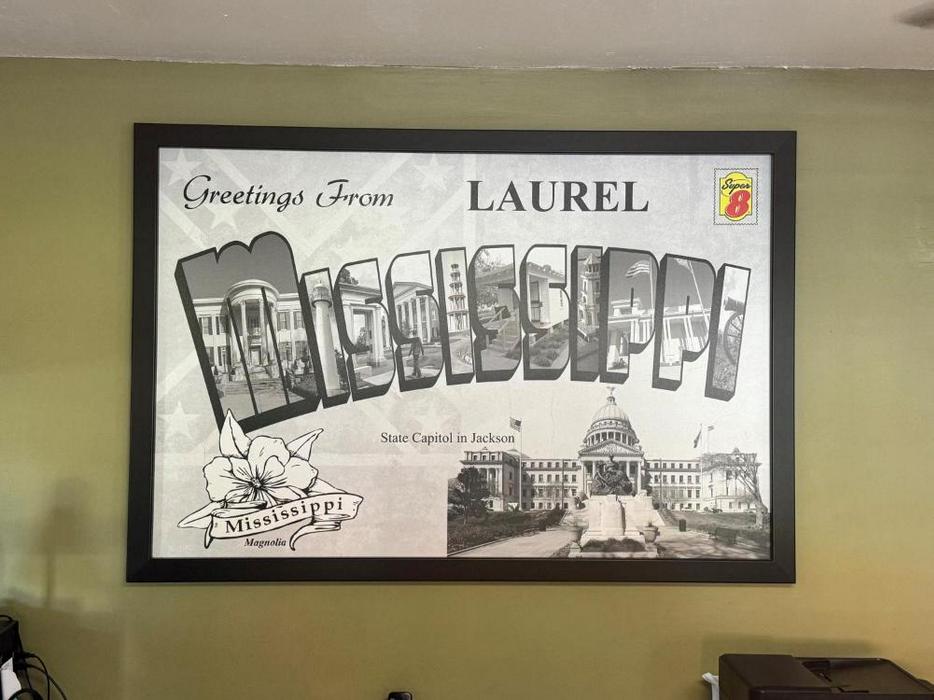 Greetings From
LAUREL
Super
8
MISSISSIPPI
State Capitol in Jackson
Mississippi
Magnolia